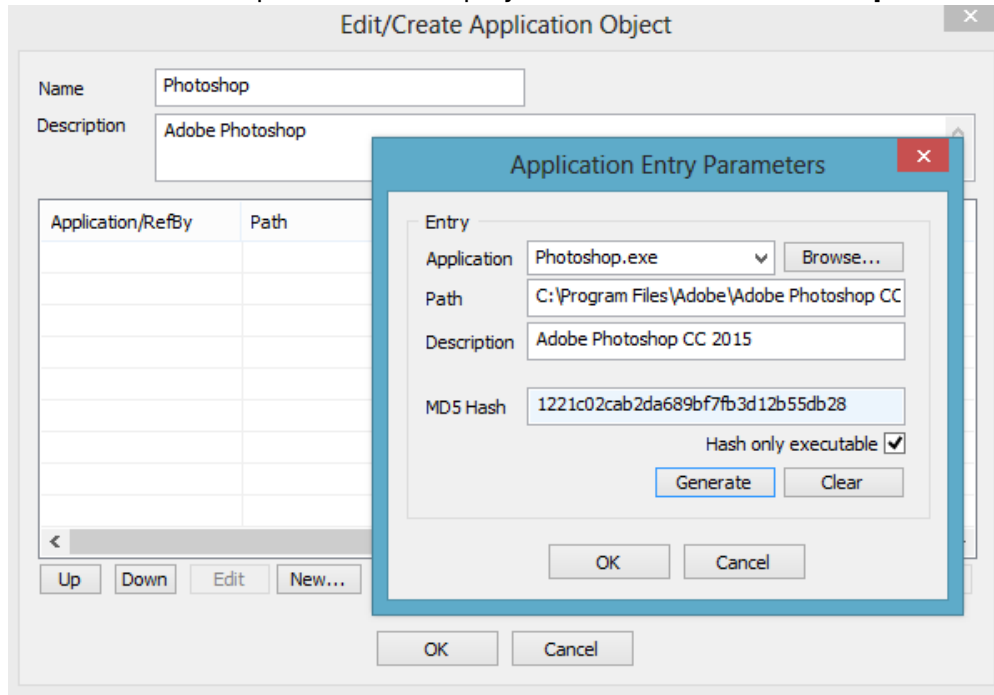 Edit/Create Application Object
Name
Photoshop
Description
Adobe Photoshop
Application/RefBy
Path
Up
Down
Edit
New...
OK
Cancel
Application Entry Parameters
Entry
Application
Photoshop.exe
Browse...
Path
C:\Program Files\Adobe\Adobe Photoshop CC
Description
Adobe Photoshop CC 2015
MD5 Hash
1221c02cab2da689bf7fb3d12b55db28
Hash only executable
Generate
Clear
OK
Cancel